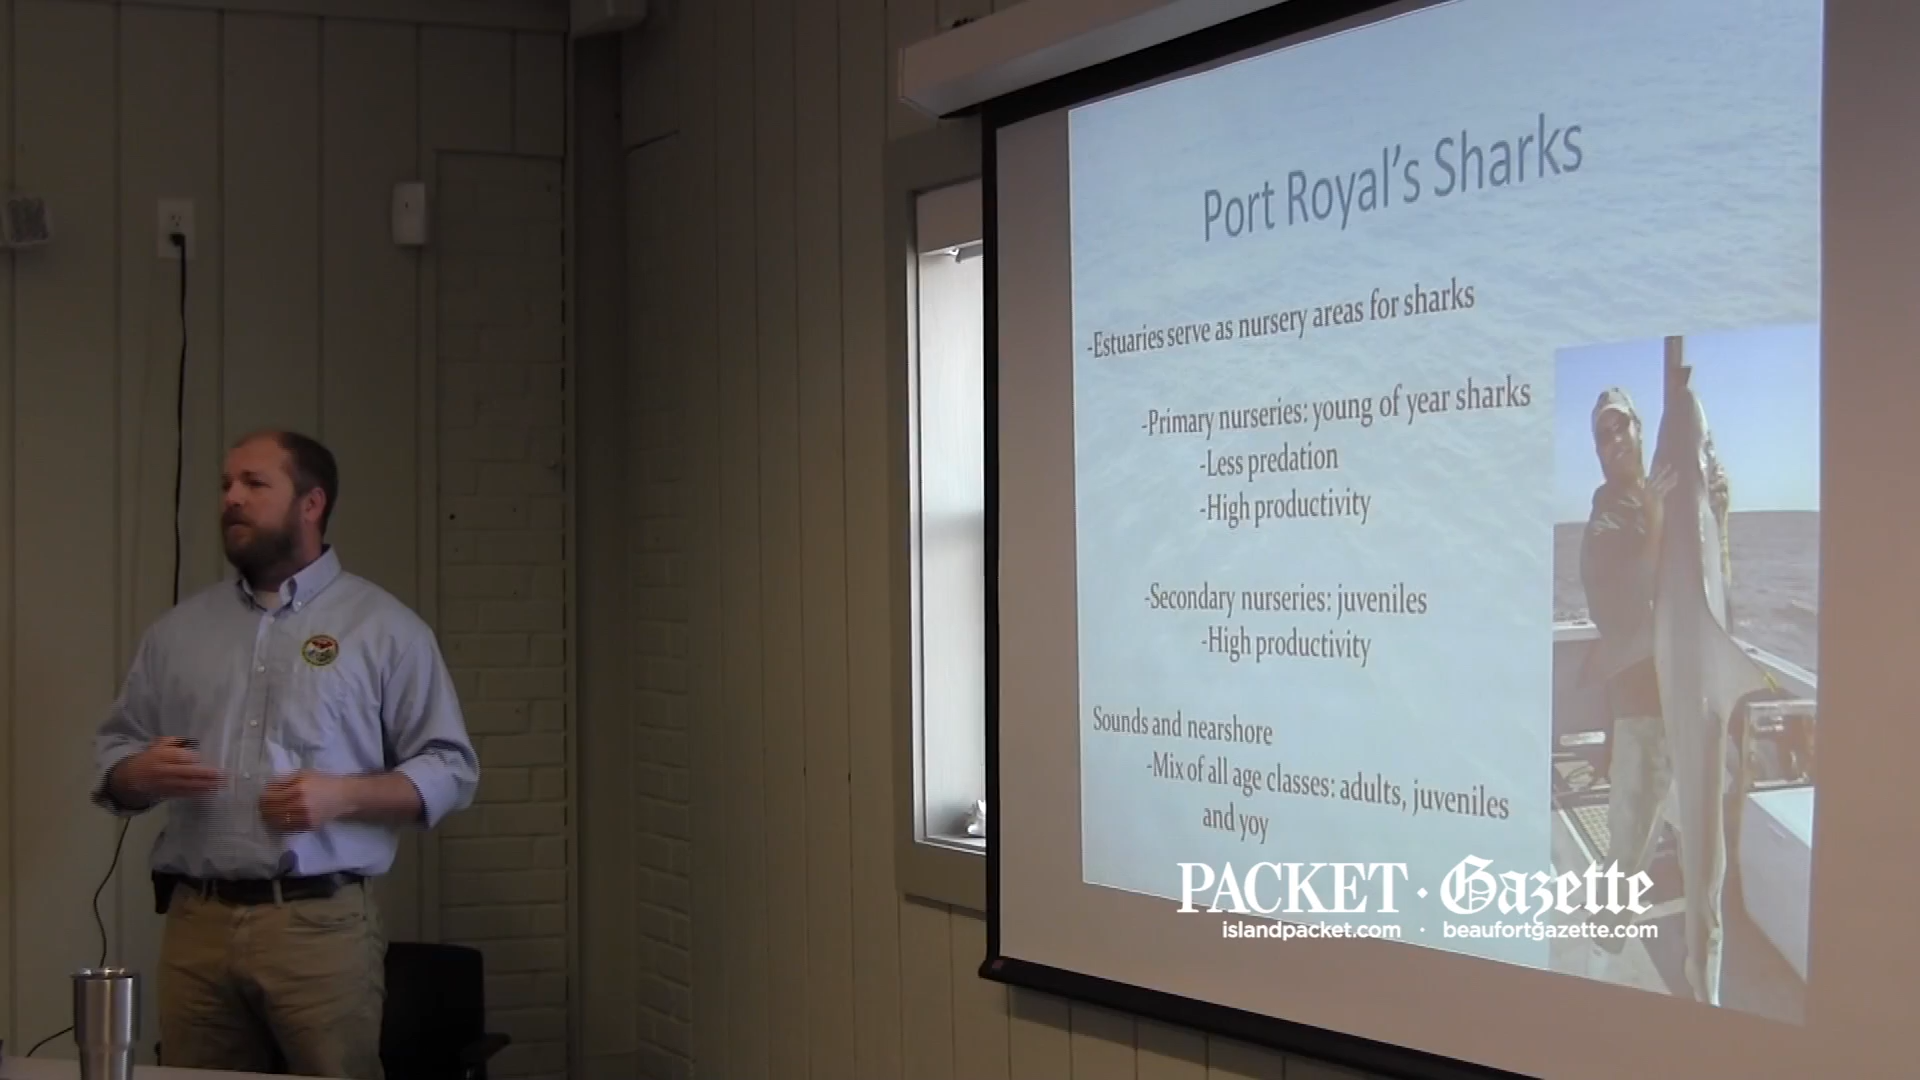 Port Royal's Sharks
-Estuaries serve as nursery areas for sharks
-Primary nurseries: young of year sharks
-Less predation
-High productivity
-Secondary nurseries: juveniles
-High productivity
Sounds and nearshore
-Mix of all age classes: adults, juveniles
and yoy
PACKET · Gazette
islandpacket.com · beaufortgazette.com